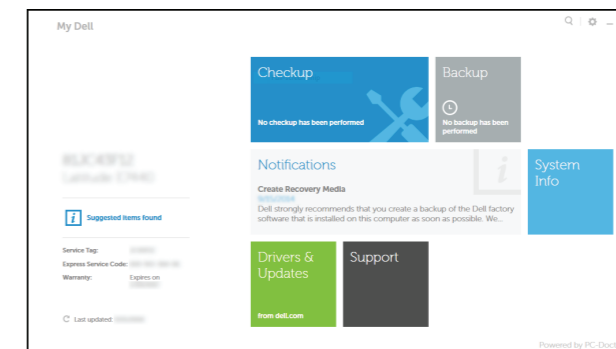 My Dell
Checkup
No checkup has been performed
Backup
No backup has been
performed
Suggested items found
Service Tag:
Express Service Code:
Warranty: Expires on
Last updated:
Notifications
Create Recovery Media
Dell strongly recommends that you create a backup of the Dell factory
software that is installed on this computer as soon as possible. We...
System
Info
Drivers &
Updates
from dell.com
Support
Powered by PC-Doct